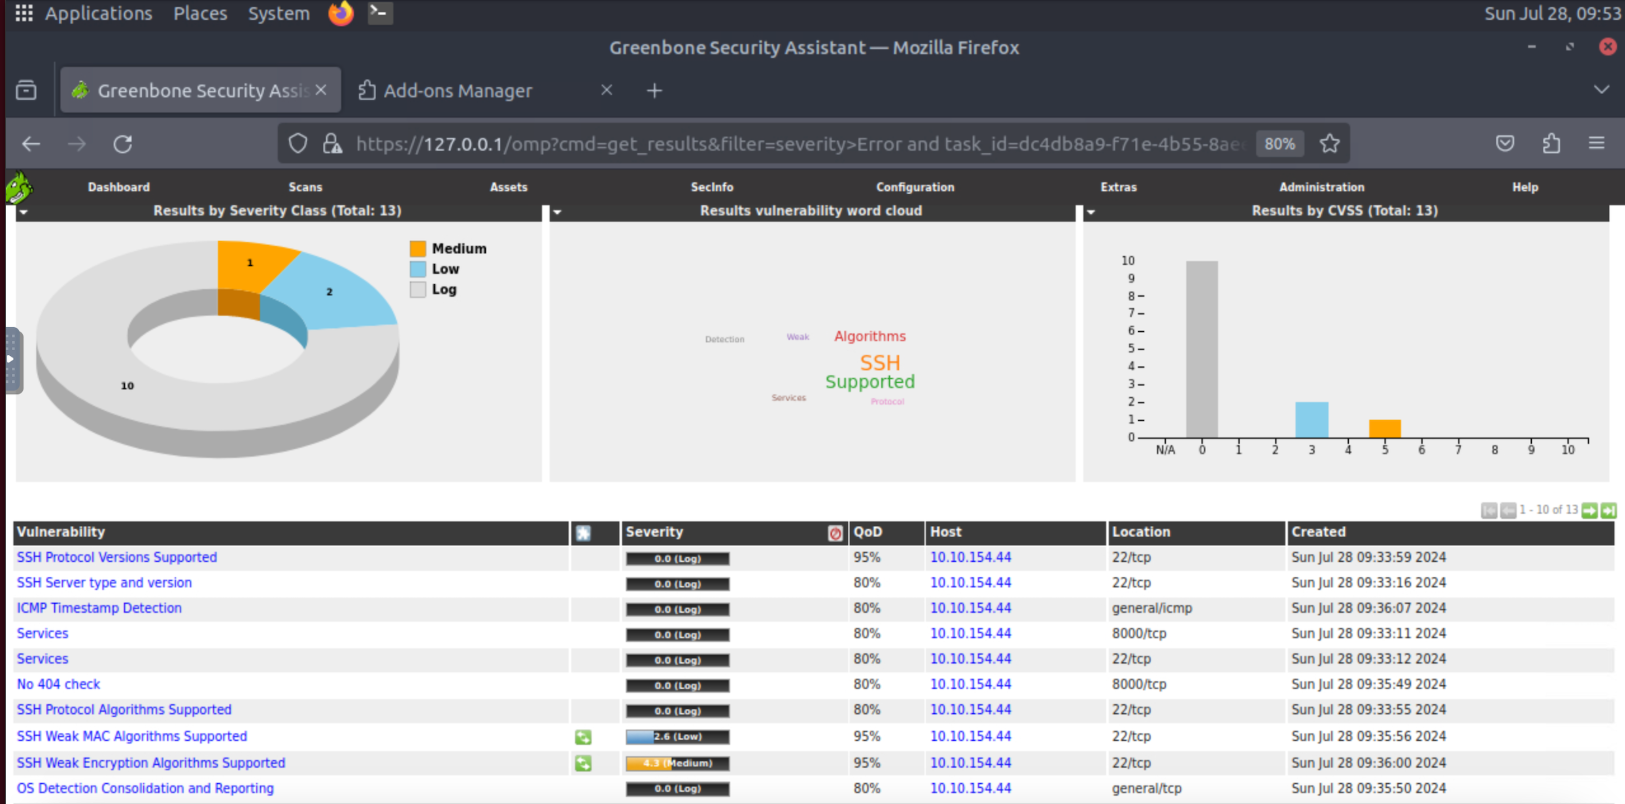 Applications Places System Sun Jul 28, 09:53
Greenbone Security Assistant — Mozilla Firefox
Greenbone Security Assis Add-ons Manager
https://127.0.0.1/omp?cmd=get_results&filter=severity>Error and task_id=dc4db8a9-f71e-4b55-8aec 80%
Dashboard Scans Assets SecInfo Configuration Extras Administration Help
Results by Severity Class (Total: 13) Results vulnerability word cloud Results by CVSS (Total: 13)
Medium
Low
Log
1
2
10
Detection Weak Algorithms
SSH
Supported
Services Protocol
10
9
8
7
6
5
4
3
2
1
0
N/A 0 1 2 3 4 5 6 7 8 9 10
1 - 10 of 13
Vulnerability Severity QoD Host Location Created
SSH Protocol Versions Supported 0.0 (Log) 95% 10.10.154.44 22/tcp Sun Jul 28 09:33:59 2024
SSH Server type and version 0.0 (Log) 80% 10.10.154.44 22/tcp Sun Jul 28 09:33:16 2024
ICMP Timestamp Detection 0.0 (Log) 80% 10.10.154.44 general/icmp Sun Jul 28 09:36:07 2024
Services 0.0 (Log) 80% 10.10.154.44 8000/tcp Sun Jul 28 09:33:11 2024
Services 0.0 (Log) 80% 10.10.154.44 22/tcp Sun Jul 28 09:33:12 2024
No 404 check 0.0 (Log) 80% 10.10.154.44 8000/tcp Sun Jul 28 09:35:49 2024
SSH Protocol Algorithms Supported 0.0 (Log) 80% 10.10.154.44 22/tcp Sun Jul 28 09:33:55 2024
SSH Weak MAC Algorithms Supported 2.6 (Low) 95% 10.10.154.44 22/tcp Sun Jul 28 09:35:56 2024
SSH Weak Encryption Algorithms Supported 4.3 (Medium) 95% 10.10.154.44 22/tcp Sun Jul 28 09:36:00 2024
OS Detection Consolidation and Reporting 0.0 (Log) 80% 10.10.154.44 general/tcp Sun Jul 28 09:35:50 2024